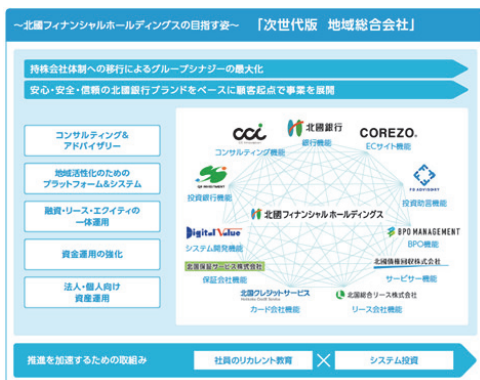 ～北國フィナンシャルホールディングスの目指す姿～ 「次世代版 地域総合会社」
持株会社体制への移行によるグループシナジーの最大化
安心・安全・信頼の北國銀行ブランドをベースに顧客起点で事業を展開
コンサルティング&
アドバイザリー
地域活性化のための
プラットフォーム&システム
融資・リース・エクイティの
一体運用
資金運用の強化
法人・個人向け
資産運用
CCI
コンサルティング機能
北國銀行
銀行機能
COREZO
ECサイト機能
QR INVESTMENT
投資銀行機能
FD ADVISORY
投資助言機能
北國フィナンシャルホールディングス
Digital Value
システム開発機能
BPO MANAGEMENT
BPO機能
北国保証サービス株式会社
保証会社機能
北國債権回収株式会社
サービサー機能
北国クレジットサービス
カード会社機能
北国総合リース株式会社
リース会社機能
推進を加速するための取組み
社員のリカレント教育
×
システム投資